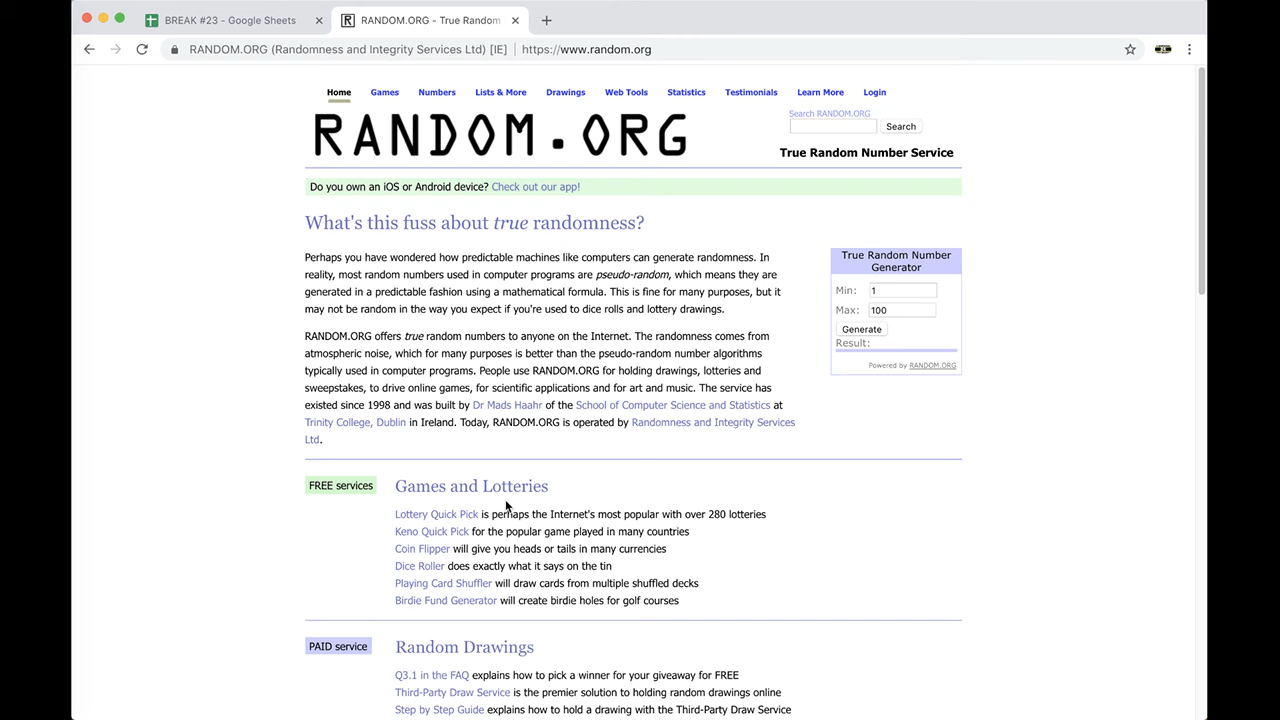 BREAK #23 - Google Sheets
RANDOM.ORG - True Random
RANDOM.ORG (Randomness and Integrity Services Ltd) [IE] | https://www.random.org
Home Games Numbers Lists & More Drawings Web Tools Statistics Testimonials Learn More Login
RANDOM.ORG
Search RANDOM.ORG
Search
True Random Number Service
Do you own an iOS or Android device? Check out our app!
What's this fuss about true randomness?
Perhaps you have wondered how predictable machines like computers can generate randomness. In
reality, most random numbers used in computer programs are pseudo-random, which means they are
generated in a predictable fashion using a mathematical formula. This is fine for many purposes, but it
may not be random in the way you expect if you're used to dice rolls and lottery drawings.
RANDOM.ORG offers true random numbers to anyone on the Internet. The randomness comes from
atmospheric noise, which for many purposes is better than the pseudo-random number algorithms
typically used in computer programs. People use RANDOM.ORG for holding drawings, lotteries and
sweepstakes, to drive online games, for scientific applications and for art and music. The service has
existed since 1998 and was built by Dr Mads Haahr of the School of Computer Science and Statistics at
Trinity College, Dublin in Ireland. Today, RANDOM.ORG is operated by Randomness and Integrity Services
Ltd.
True Random Number
Generator
Min: 1
Max: 100
Generate
Result:
Powered by RANDOM.ORG
FREE services
Games and Lotteries
Lottery Quick Pick is perhaps the Internet's most popular with over 280 lotteries
Keno Quick Pick for the popular game played in many countries
Coin Flipper will give you heads or tails in many currencies
Dice Roller does exactly what it says on the tin
Playing Card Shuffler will draw cards from multiple shuffled decks
Birdie Fund Generator will create birdie holes for golf courses
PAID service
Random Drawings
Q3.1 in the FAQ explains how to pick a winner for your giveaway for FREE
Third-Party Draw Service is the premier solution to holding random drawings online
Step by Step Guide explains how to hold a drawing with the Third-Party Draw Service